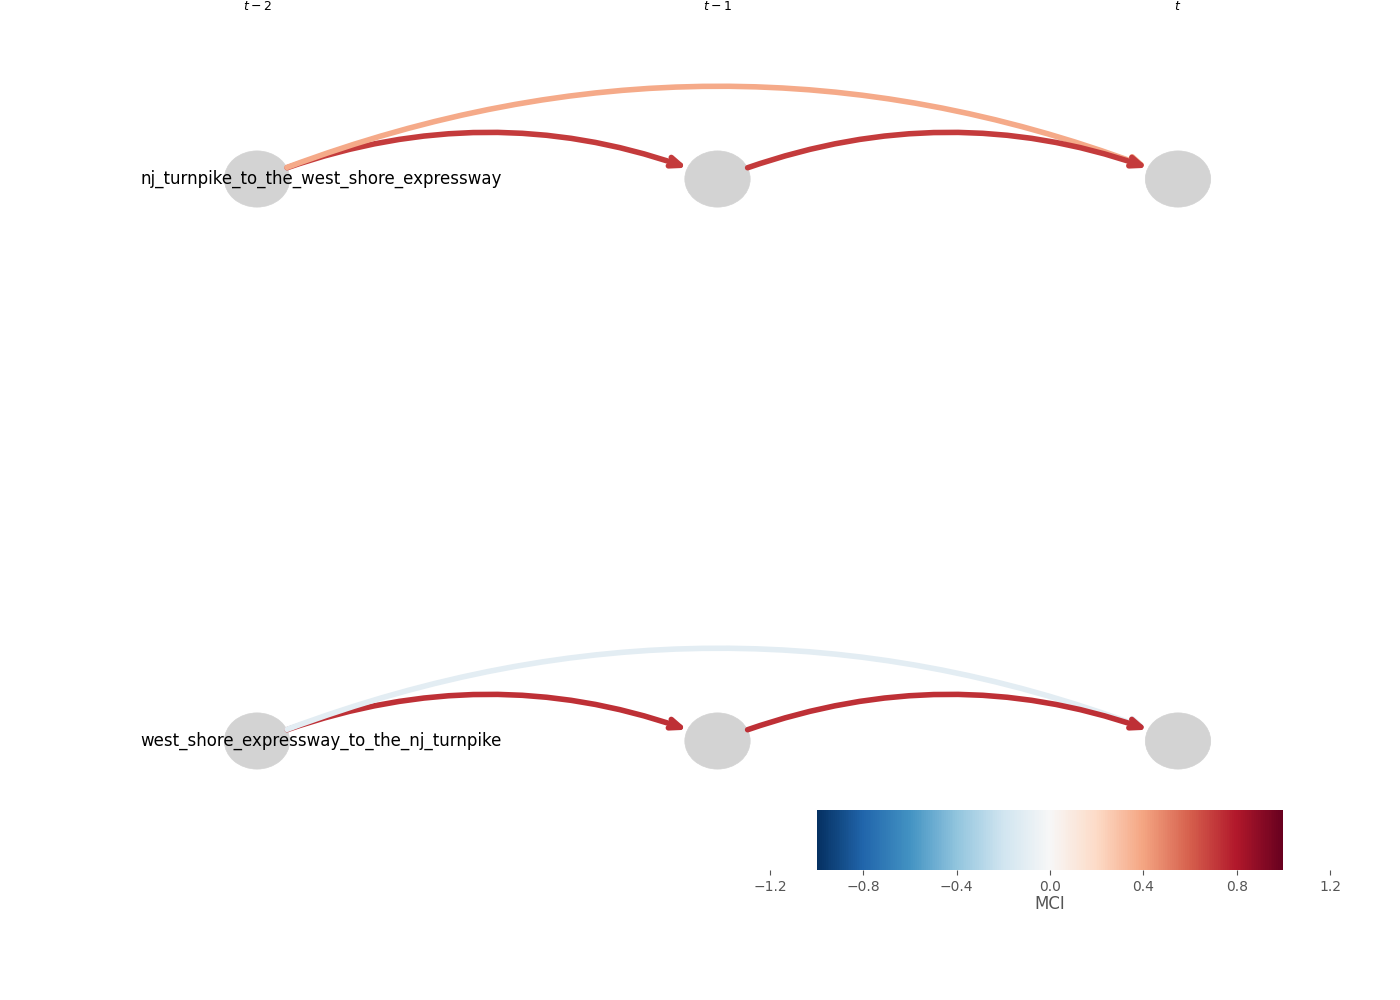 t − 2 t − 1 t
nj_turnpike_to_the_west_shore_expressway
west_shore_expressway_to_the_nj_turnpike
−1.2 −0.8 −0.4 0.0 0.4 0.8 1.2
MCI